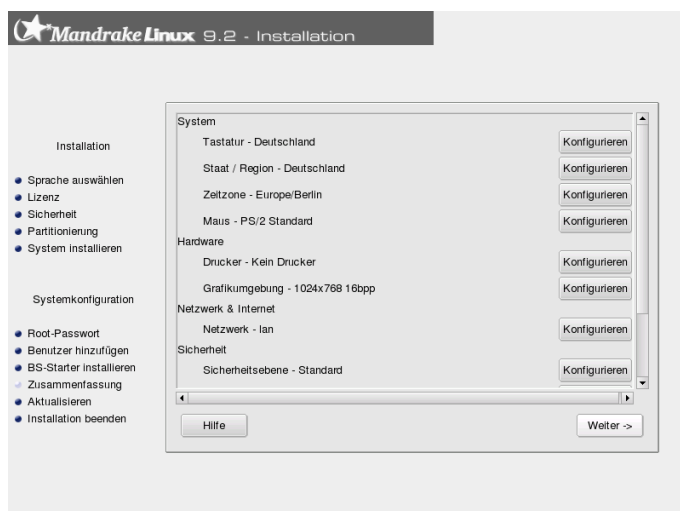 Mandrake Linux 9.2 - Installation
Installation
Sprache auswählen
Lizenz
Sicherheit
Partitionierung
System installieren
Systemkonfiguration
Root-Passwort
Benutzer hinzufügen
BS-Starter installieren
Zusammenfassung
Aktualisieren
Installation beenden
System
Tastatur - Deutschland Konfigurieren
Staat / Region - Deutschland Konfigurieren
Zeitzone - Europe/Berlin Konfigurieren
Maus - PS/2 Standard Konfigurieren
Hardware
Drucker - Kein Drucker Konfigurieren
Grafikumgebung - 1024x768 16bpp Konfigurieren
Netzwerk & Internet
Netzwerk - lan Konfigurieren
Sicherheit
Sicherheitsebene - Standard Konfigurieren
Hilfe Weiter ->